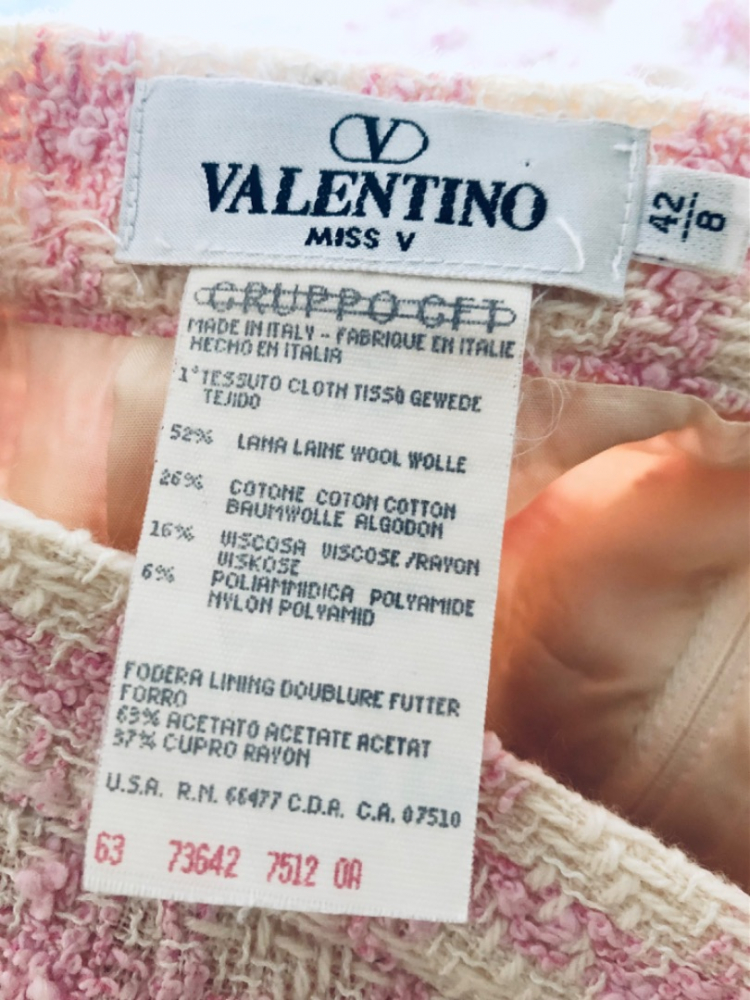 V
VALENTINO
MISS V
42
8
GRUPPO GFT
MADE IN ITALY - FABRIQUE EN ITALIE
HECHO EN ITALIA
1° TESSUTO CLOTH TISSÙ GEWEDE
TEJIDO
52% LANA LAINE WOOL WOLLE
26% COTONE COTON COTTON
BAUMWOLLE ALGODON
16% VISCOSA VISCOSE/RAYON
VISKOSE
6% POLIAMMIDICA POLYAMIDE
NYLON POLYAMID
FODERA LINING DOUBLURE FUTTER
FORRO
63% ACETATO ACETATE ACETAT
37% CUPRO RAYON
U.S.A. R.N. 66477 C.D.A. C.A. 07510
63 73642 7512 0A